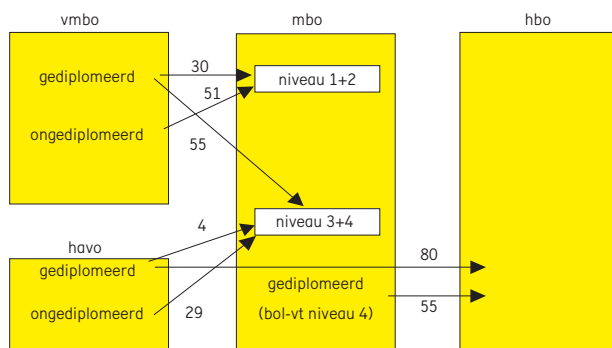 vmbo
mbo
hbo
gediplomeerd
30
niveau 1+2
51
ongediplomeerd
55
4
niveau 3+4
havo
gediplomeerd
80
gediplomeerd
ongediplomeerd
29
(bol-vt niveau 4)
55